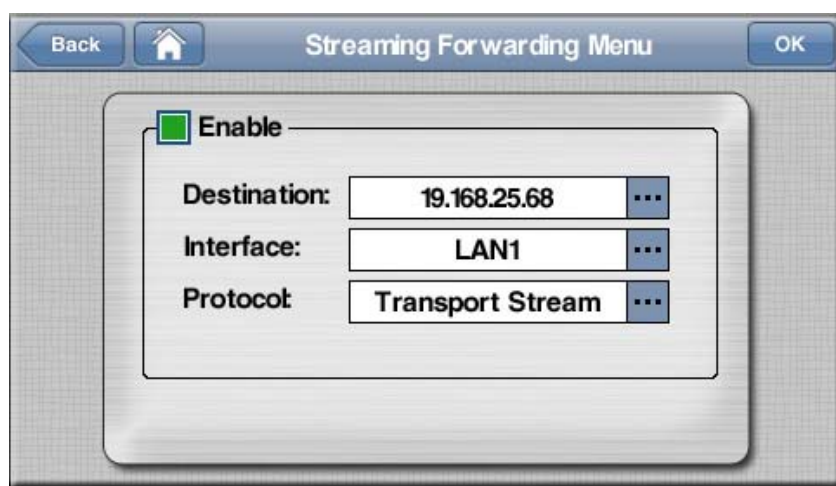 Back
Streaming Forwarding Menu
OK
Enable
Destination: 19.168.25.68 ...
Interface: LAN1 ...
Protocol: Transport Stream ...